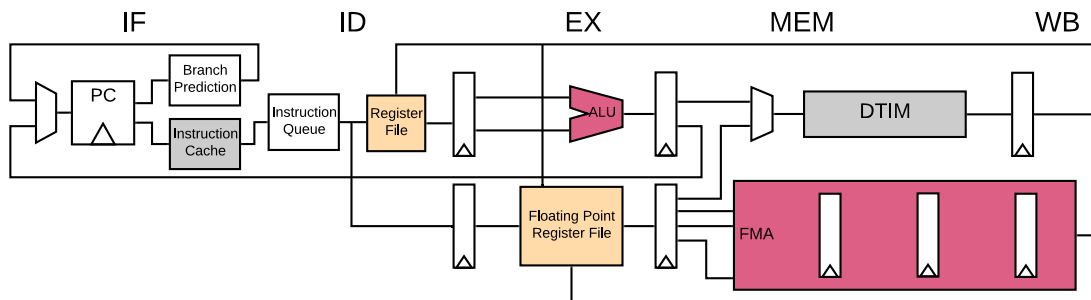 IF
ID
EX
MEM
WB
Branch
Prediction
PC
Instruction
Cache
Instruction
Queue
Register
File
ALU
DTIM
Floating Point
Register File
FMA